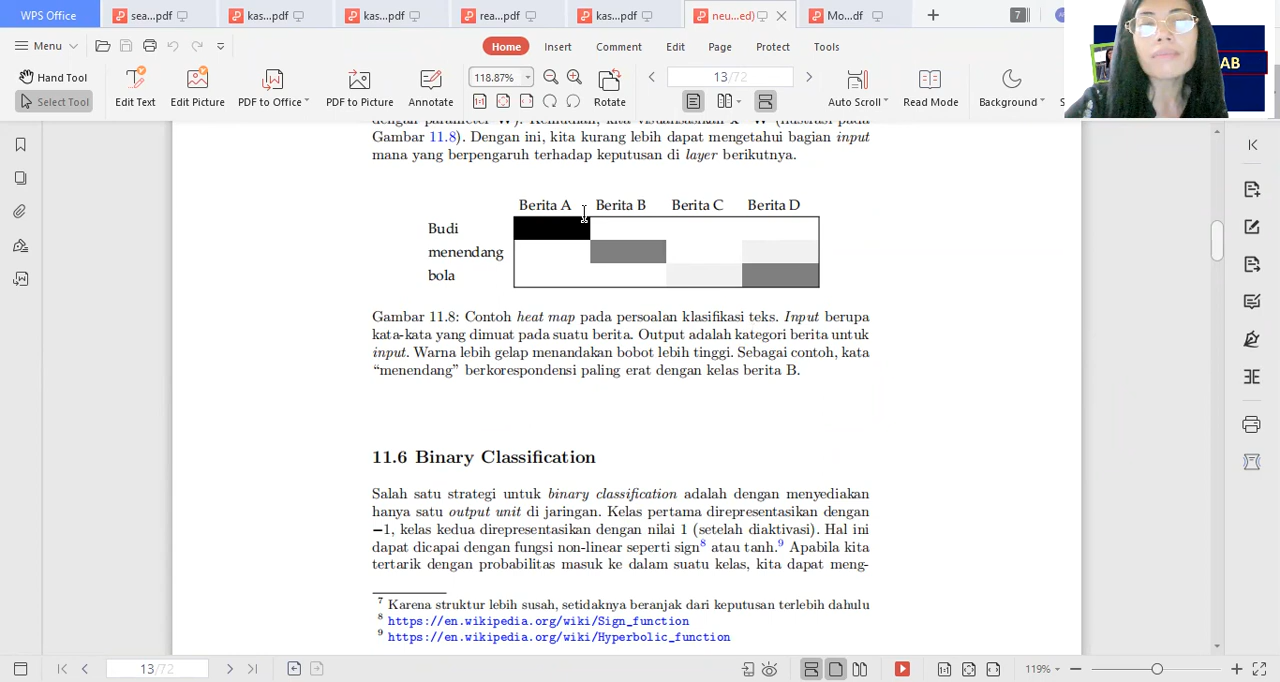 WPS Office
sea...pdf
kas...pdf
kas...pdf
rea...pdf
kas...pdf
neu...ed)
Mo...df
7
Menu
Home
Insert
Comment
Edit
Page
Protect
Tools
AB
Hand Tool
Select Tool
Edit Text
Edit Picture
PDF to Office
PDF to Picture
Annotate
118.87%
Rotate
13/72
Auto Scroll
Read Mode
Background
dengan parameter W). Kemudian, kita visualisasikan x · W (ilustrasi pada
Gambar 11.8). Dengan ini, kita kurang lebih dapat mengetahui bagian input
mana yang berpengaruh terhadap keputusan di layer berikutnya.
Berita A Berita B Berita C Berita D
Budi
menendang
bola
Gambar 11.8: Contoh heat map pada persoalan klasifikasi teks. Input berupa
kata-kata yang dimuat pada suatu berita. Output adalah kategori berita untuk
input. Warna lebih gelap menandakan bobot lebih tinggi. Sebagai contoh, kata
“menendang” berkorespondensi paling erat dengan kelas berita B.
11.6 Binary Classification
Salah satu strategi untuk binary classification adalah dengan menyediakan
hanya satu output unit di jaringan. Kelas pertama direpresentasikan dengan
−1, kelas kedua direpresentasikan dengan nilai 1 (setelah diaktivasi). Hal ini
dapat dicapai dengan fungsi non-linear seperti sign⁸ atau tanh.⁹ Apabila kita
tertarik dengan probabilitas masuk ke dalam suatu kelas, kita dapat meng-
⁷ Karena struktur lebih susah, setidaknya beranjak dari keputusan terlebih dahulu
⁸ https://en.wikipedia.org/wiki/Sign_function
⁹ https://en.wikipedia.org/wiki/Hyperbolic_function
13/72
119%